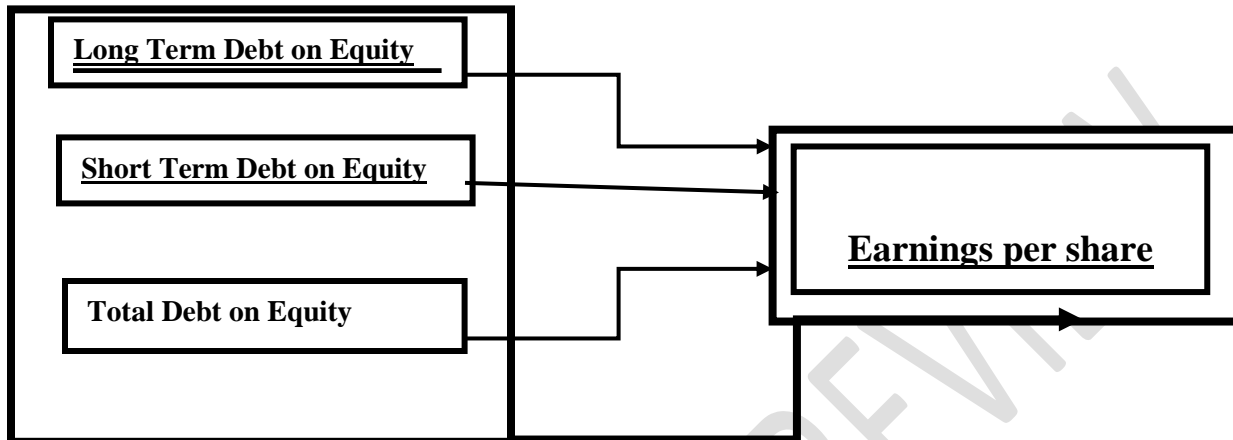 Long Term Debt on Equity
Short Term Debt on Equity
Earnings per share
Total Debt on Equity